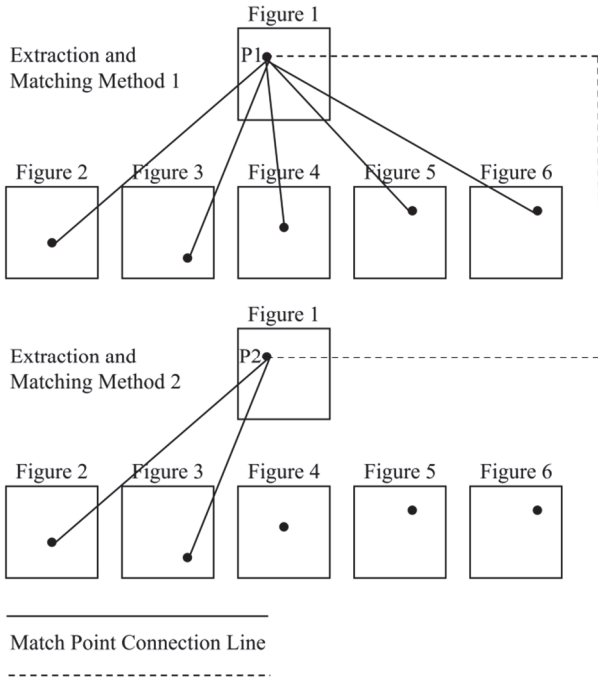 Figure 1
Extraction and
Matching Method 1
P1
Figure 2 Figure 3 Figure 4 Figure 5 Figure 6
Figure 1
Extraction and
Matching Method 2
P2
Figure 2 Figure 3 Figure 4 Figure 5 Figure 6
Match Point Connection Line